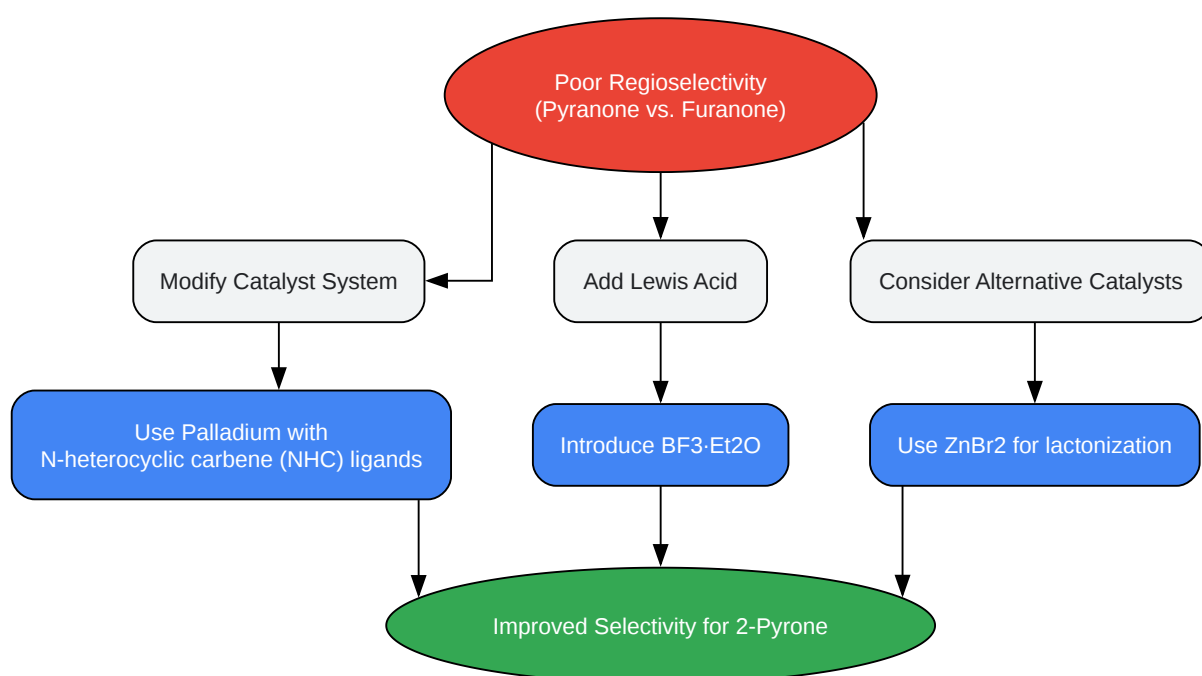 Poor Regioselectivity
(Pyranone vs. Furanone)
Modify Catalyst System
Add Lewis Acid
Consider Alternative Catalysts
Use Palladium with
N-heterocyclic carbene (NHC) ligands
Introduce BF3·Et2O
Use ZnBr2 for lactonization
Improved Selectivity for 2-Pyrone